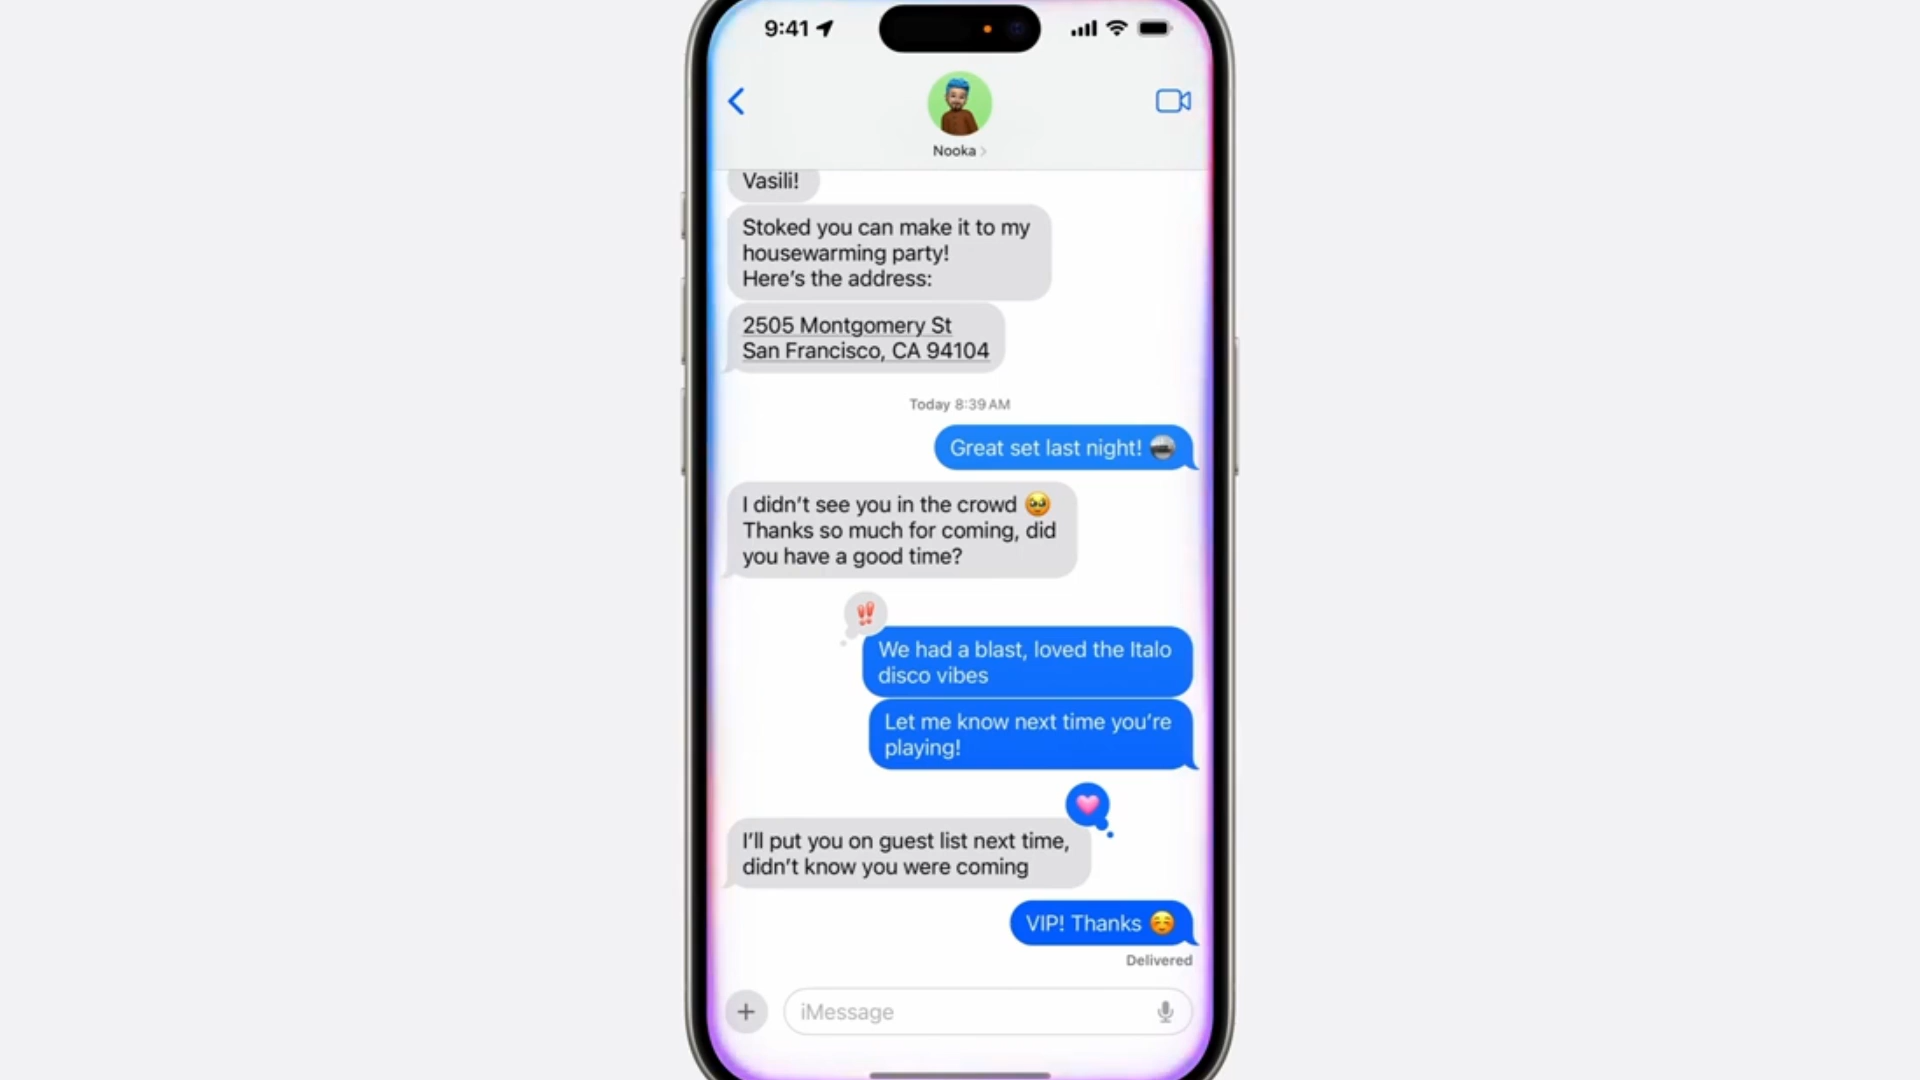 9:41
Nooka
Vasili!
Stoked you can make it to my
housewarming party!
Here's the address:
2505 Montgomery St
San Francisco, CA 94104
Today 8:39 AM
Great set last night!
I didn't see you in the crowd 🥹
Thanks so much for coming, did
you have a good time?
‼️
We had a blast, loved the Italo
disco vibes
Let me know next time you're
playing!
I'll put you on guest list next time,
didn't know you were coming
VIP! Thanks ☺️
Delivered
iMessage